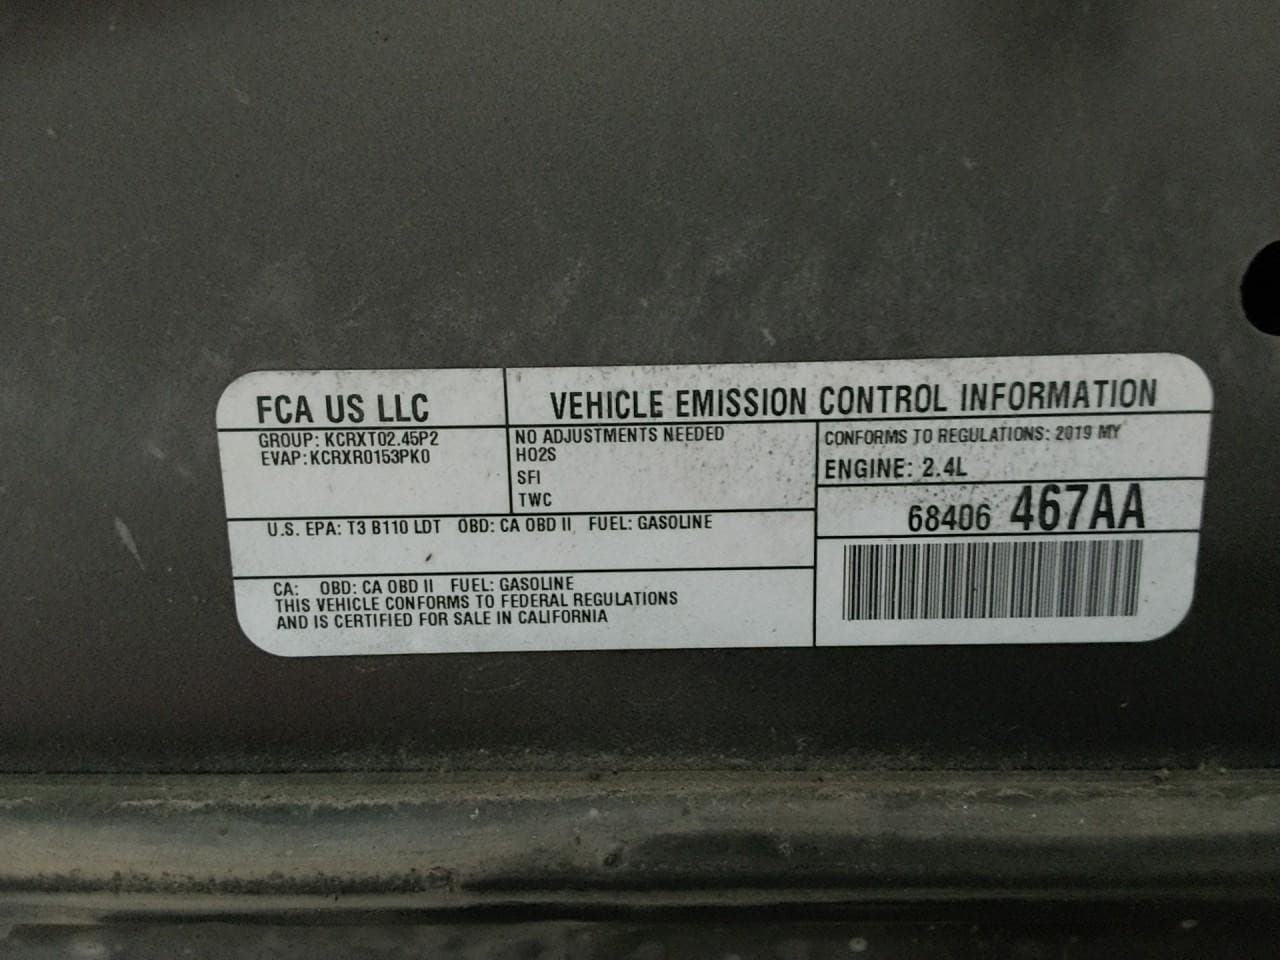 FCA US LLC
VEHICLE EMISSION CONTROL INFORMATION
GROUP: KCRXT02.45P2
EVAP:KCRXR0153PK0
NO ADJUSTMENTS NEEDED
HO2S
SFI
TWC
CONFORMS TO REGULATIONS: 2019 MY
ENGINE: 2.4L
68406 467AA
U.S. EPA: T3 B110 LDT OBD: CA OBD II FUEL: GASOLINE
CA: OBD: CA OBD II FUEL: GASOLINE
THIS VEHICLE CONFORMS TO FEDERAL REGULATIONS
AND IS CERTIFIED FOR SALE IN CALIFORNIA